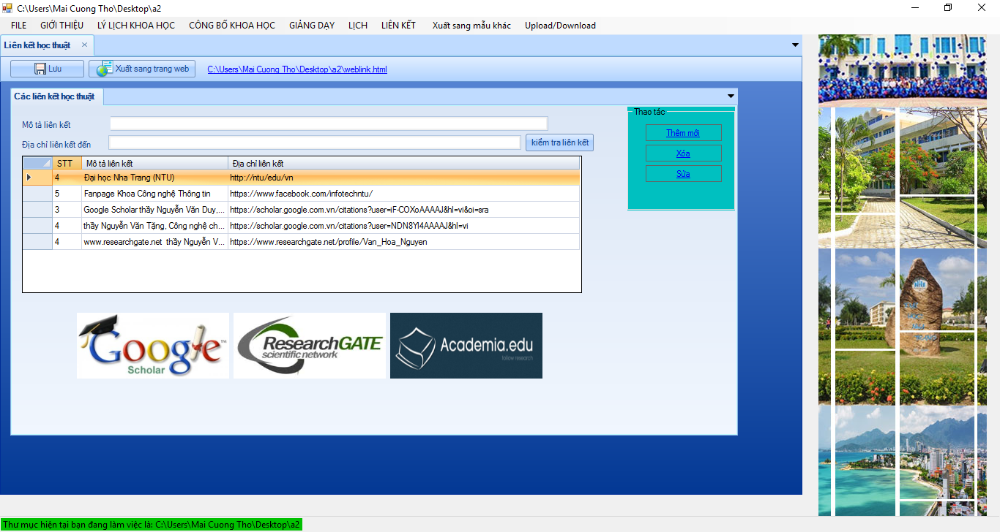 C:\Users\Mai Cuong Tho\Desktop\a2
FILE GIỚI THIỆU LÝ LỊCH KHOA HỌC CÔNG BỐ KHOA HỌC GIẢNG DẠY LỊCH LIÊN KẾT Xuất sang mẫu khác Upload/Download
Liên kết học thuật
Lưu Xuất sang trang web C:\Users\Mai Cuong Tho\Desktop\a2\weblink.html
Các liên kết học thuật
Thao tác
Mô tả liên kết
Thêm mới
Địa chỉ liên kết đến kiểm tra liên kết
Xóa
STT Mô tả liên kết Địa chỉ liên kết
Sửa
4 Đại học Nha Trang (NTU) http://ntu/edu/vn
5 Fanpage Khoa Công nghệ Thông tin https://www.facebook.com/infotechntu/
3 Google Scholar thầy Nguyễn Văn Duy,... https://scholar.google.com.vn/citations?user=iF-COXoAAAAJ&hl=vi&oi=sra
4 thầy Nguyễn Văn Tặng, Công nghệ ch... https://scholar.google.com.vn/citations?user=NDN8YI4AAAAJ&hl=vi
4 www.researchgate.net thầy Nguyễn V... https://www.researchgate.net/profile/Van_Hoa_Nguyen
Google™
Scholar
ResearchGATE
scientific network
Academia.edu
follow research
Thư mục hiện tại bạn đang làm việc là: C:\Users\Mai Cuong Tho\Desktop\a2